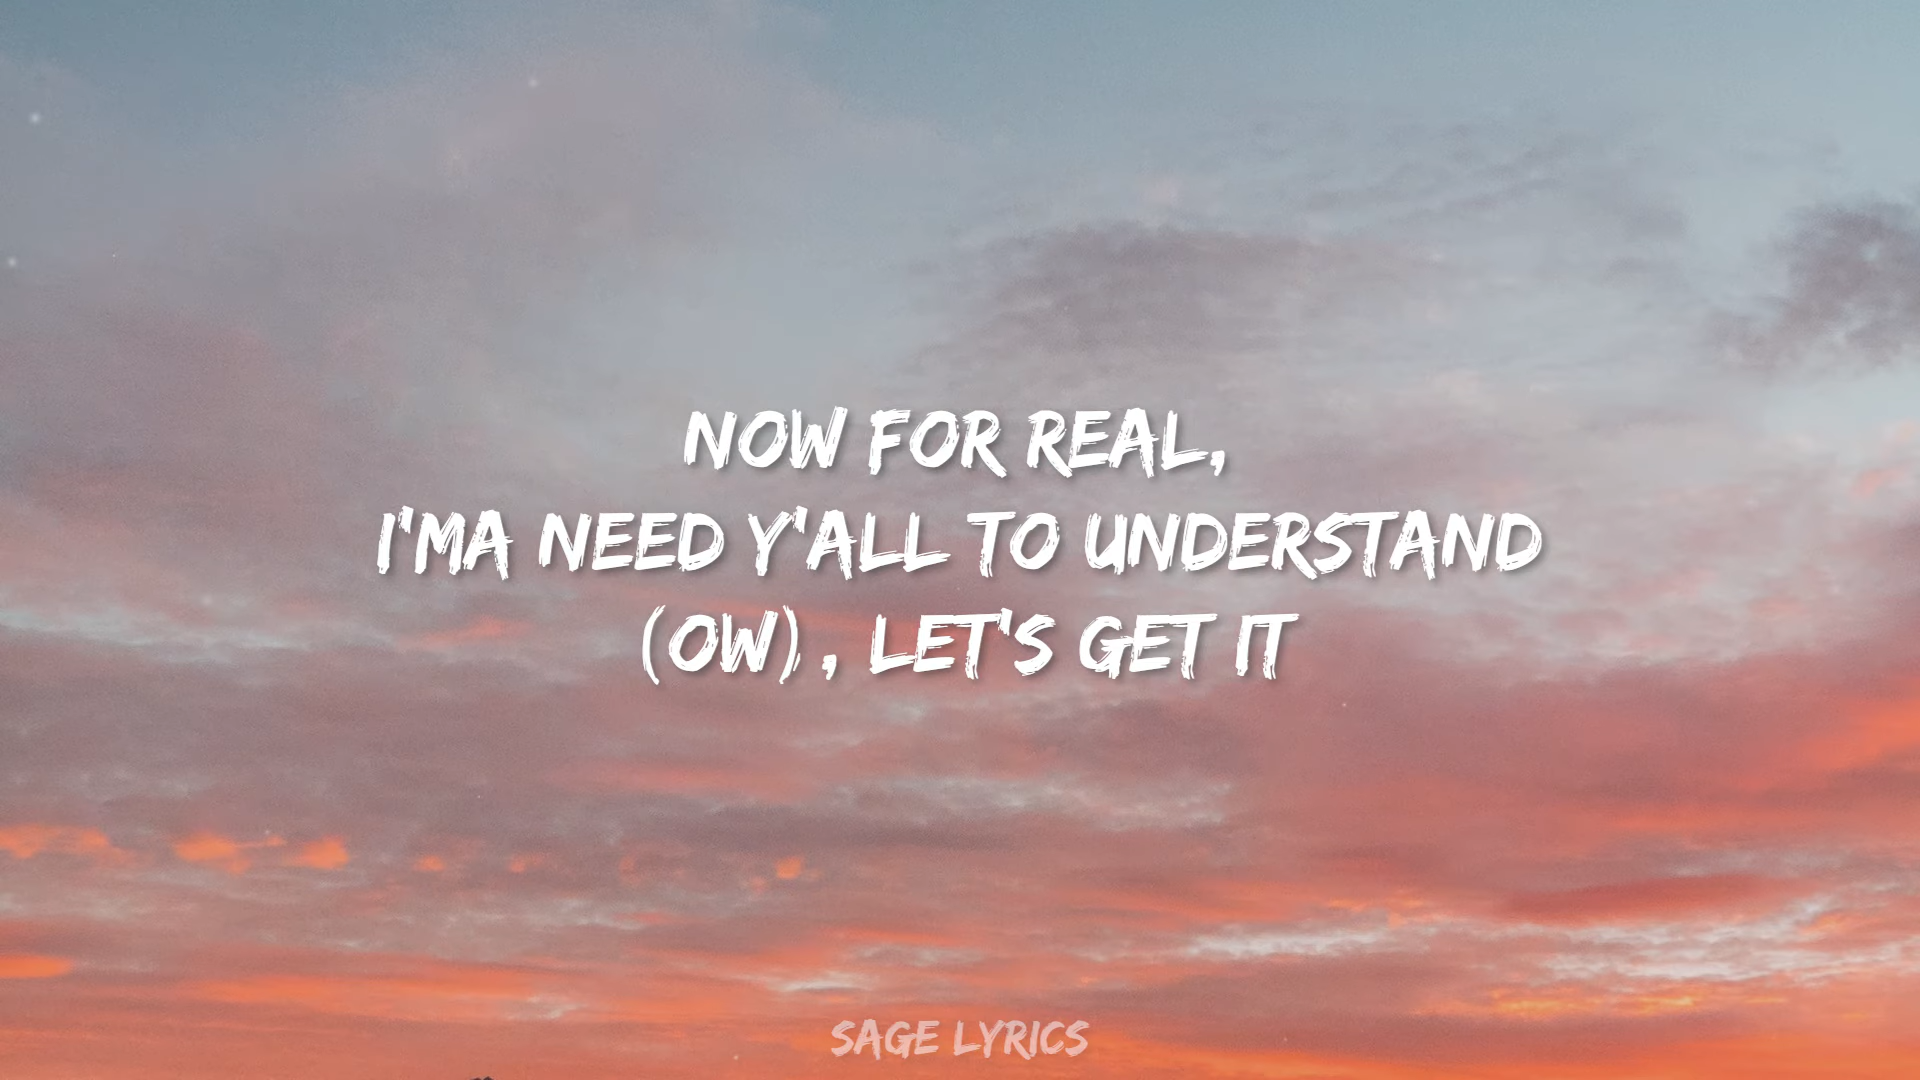 NOW FOR REAL,
I'MA NEED Y'ALL TO UNDERSTAND
(OW) , LET'S GET IT
SAGE LYRICS